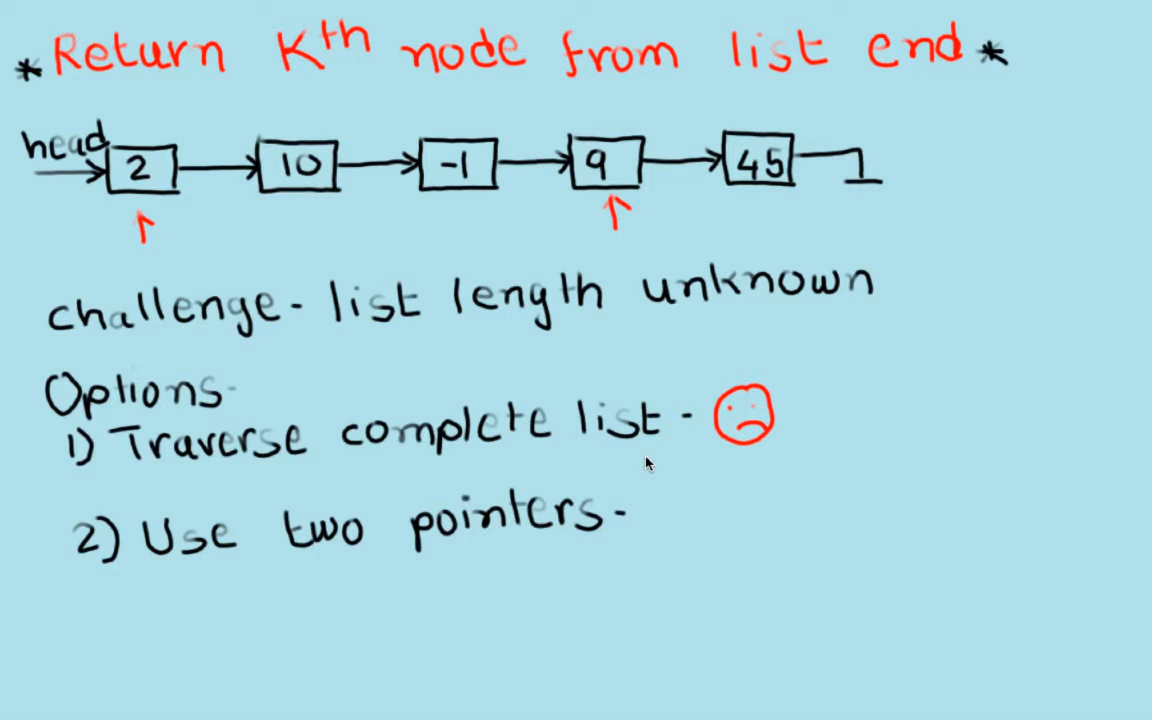 *Return Kth node from list end*
head
2 10 -1 9 45
challenge- list length unknown
Options-
1) Traverse complete list -
2) Use two pointers-